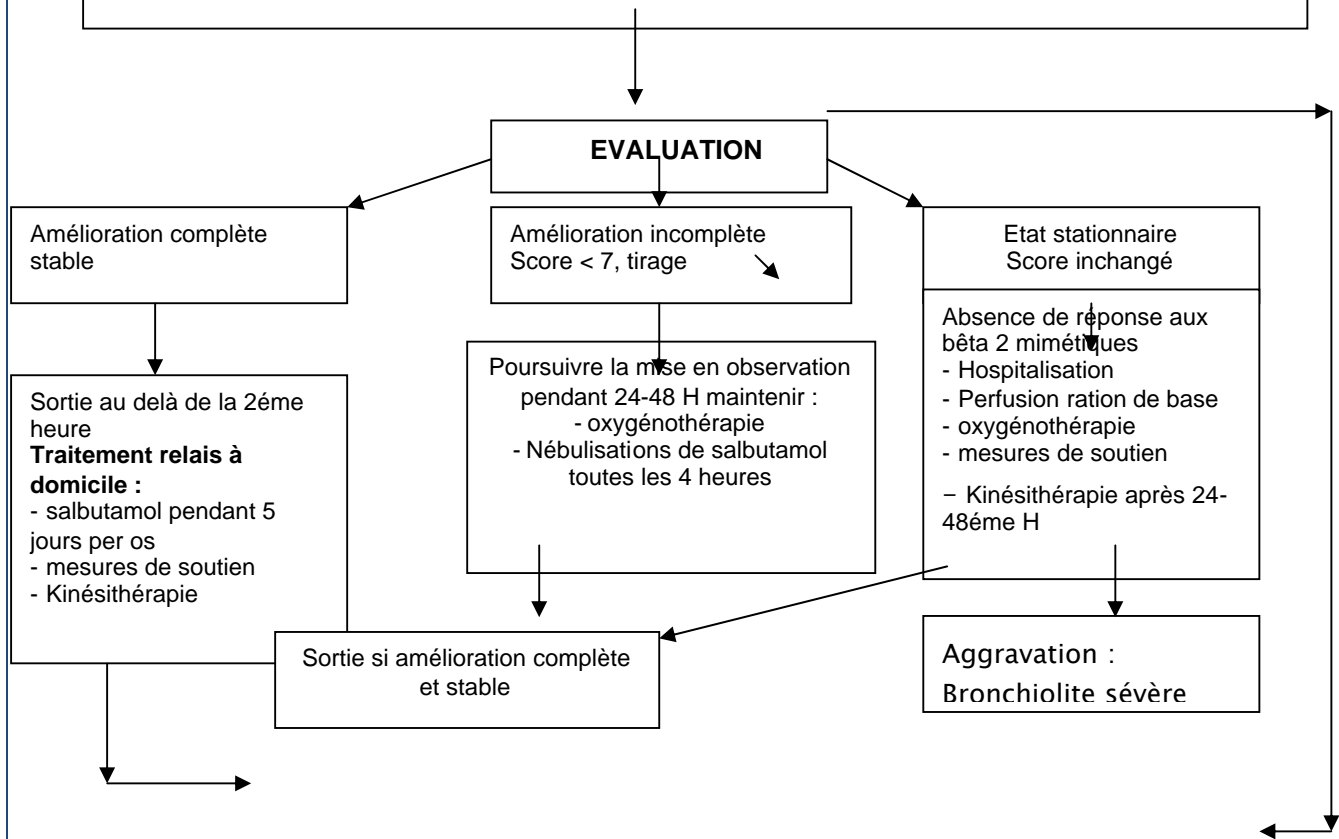 EVALUATION
Amélioration complète
stable
Amélioration incomplète
Score < 7, tirage
Etat stationnaire
Score inchangé
Sortie au delà de la 2éme
heure
Traitement relais à
domicile :
- salbutamol pendant 5
jours per os
- mesures de soutien
- Kinésithérapie
Poursuivre la mise en observation
pendant 24-48 H maintenir :
- oxygénothérapie
- Nébulisations de salbutamol
toutes les 4 heures
Absence de réponse aux
bêta 2 mimétiques
- Hospitalisation
- Perfusion ration de base
- oxygénothérapie
- mesures de soutien
– Kinésithérapie après 24-
48éme H
Sortie si amélioration complète
et stable
Aggravation :
Bronchiolite sévère